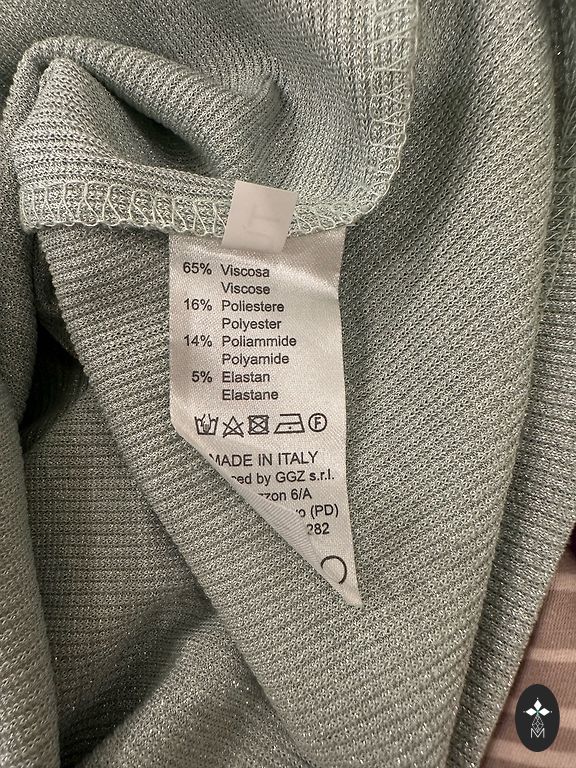 65% Viscosa
Viscose
16% Poliestere
Polyester
14% Poliammide
Polyamide
5% Elastan
Elastane
MADE IN ITALY
by GGZ s.r.l.
6/A
(PD)
282